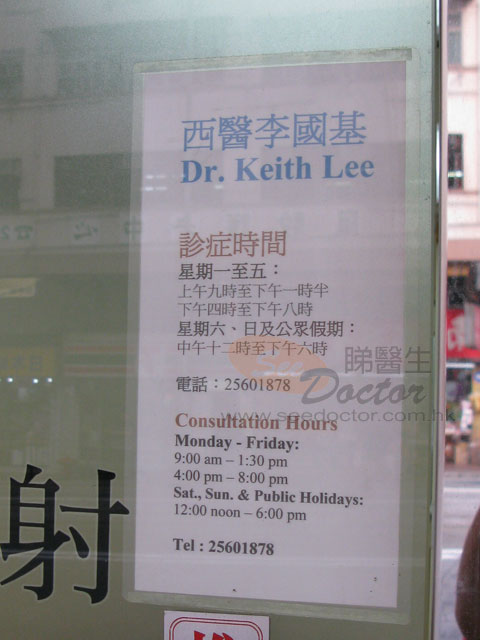 西醫李國基
Dr. Keith Lee
診症時間
星期一至五：
上午九時至下午一時半
下午四時至下午八時
星期六、日及公眾假期：
中午十二時至下午六時
電話：25601878
Consultation Hours
Monday - Friday:
9:00 am – 1:30 pm
4:00 pm – 8:00 pm
Sat., Sun. & Public Holidays:
12:00 noon – 6:00 pm
Tel : 25601878
睇醫生
See Doctor
www.seedoctor.com.hk
射